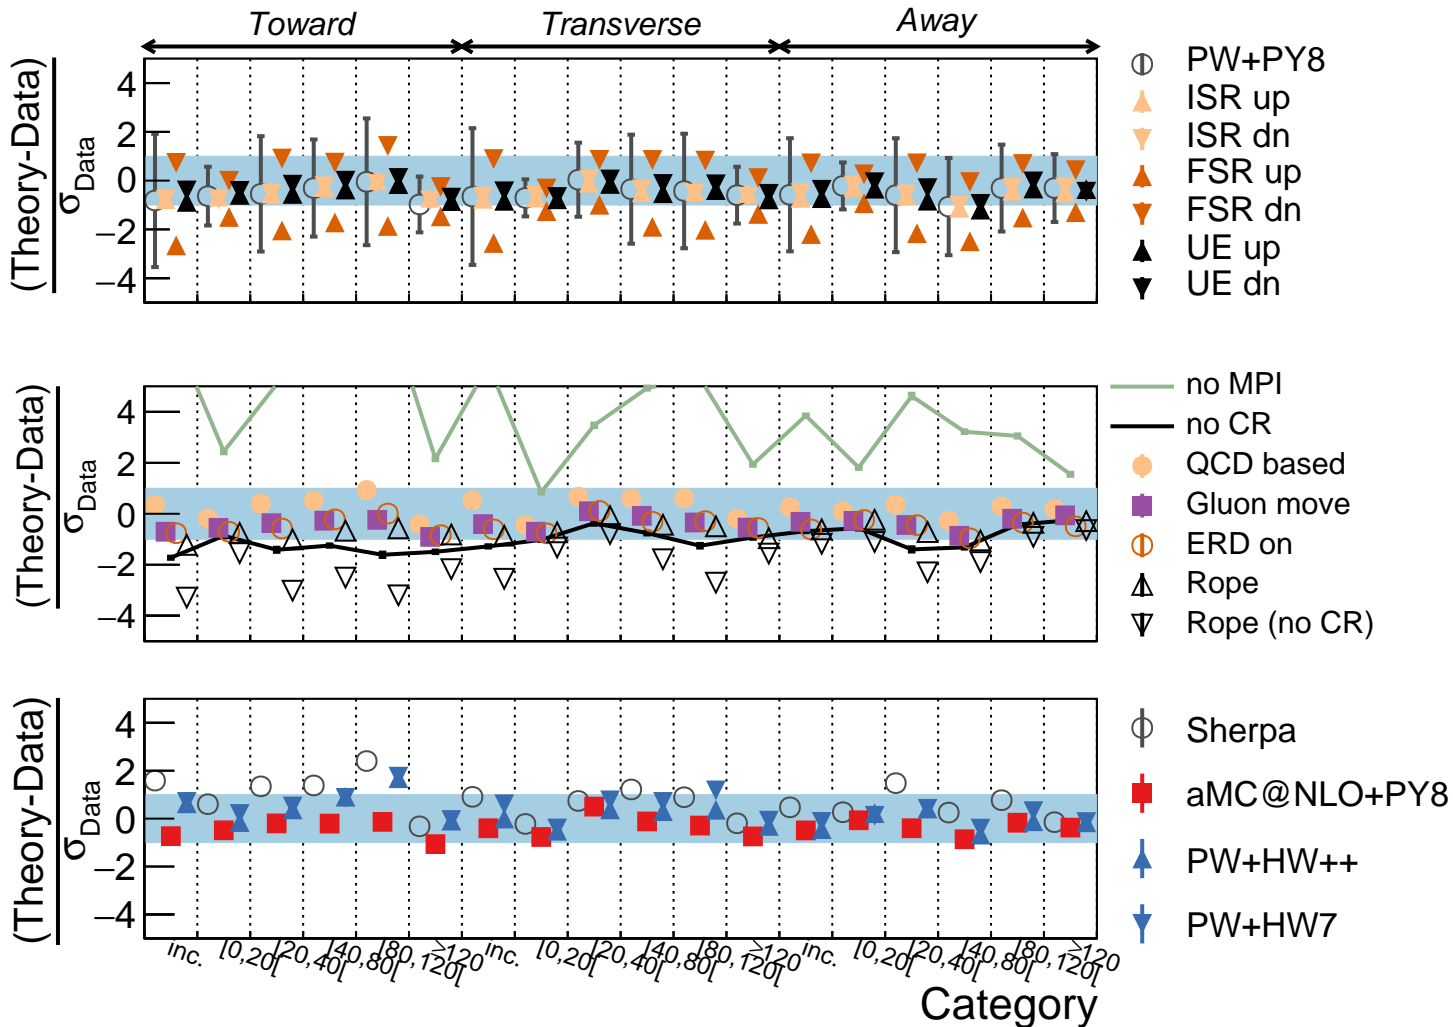 Toward Transverse Away
(Theory-Data)
σData
4
2
0
−2
−4
PW+PY8
ISR up
ISR dn
FSR up
FSR dn
UE up
UE dn
(Theory-Data)
σData
4
2
0
−2
−4
no MPI
no CR
QCD based
Gluon move
ERD on
Rope
Rope (no CR)
(Theory-Data)
σData
4
2
0
−2
−4
Sherpa
aMC@NLO+PY8
PW+HW++
PW+HW7
inc. [0,20[ [20,40[ [40,80[ [80,120[ ≥120 inc. [0,20[ [20,40[ [40,80[ [80,120[ ≥120 inc. [0,20[ [20,40[ [40,80[ [80,120[ ≥120
Category